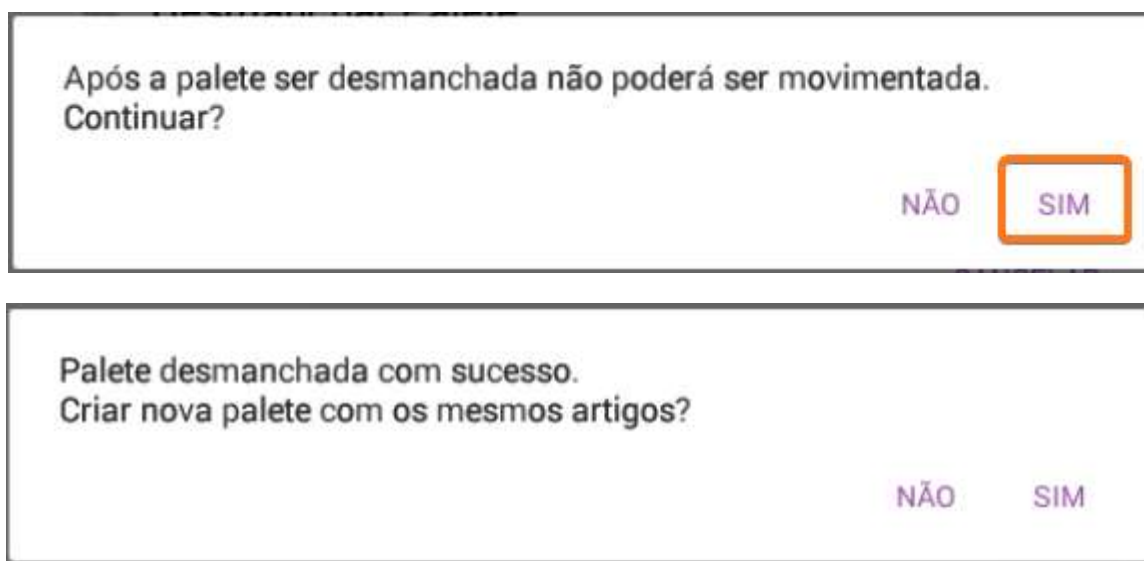 Após a palete ser desmanchada não poderá ser movimentada.
Continuar?
NÃO SIM
Palete desmanchada com sucesso.
Criar nova palete com os mesmos artigos?
NÃO SIM